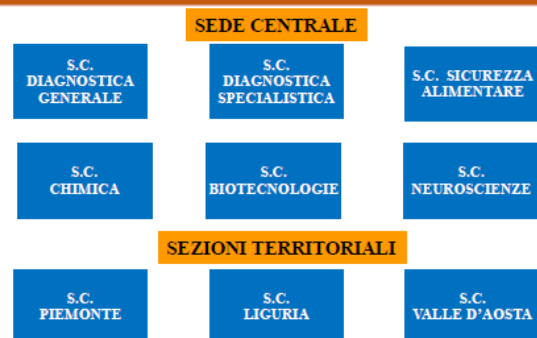 SEDE CENTRALE
S.C.
DIAGNOSTICA
GENERALE
S.C.
DIAGNOSTICA
SPECIALISTICA
S.C. SICUREZZA
ALIMENTARE
S.C.
CHIMICA
S.C.
BIOTECNOLOGIE
S.C.
NEUROSCIENZE
SEZIONI TERRITORIALI
S.C.
PIEMONTE
S.C.
LIGURIA
S.C.
VALLE D'AOSTA